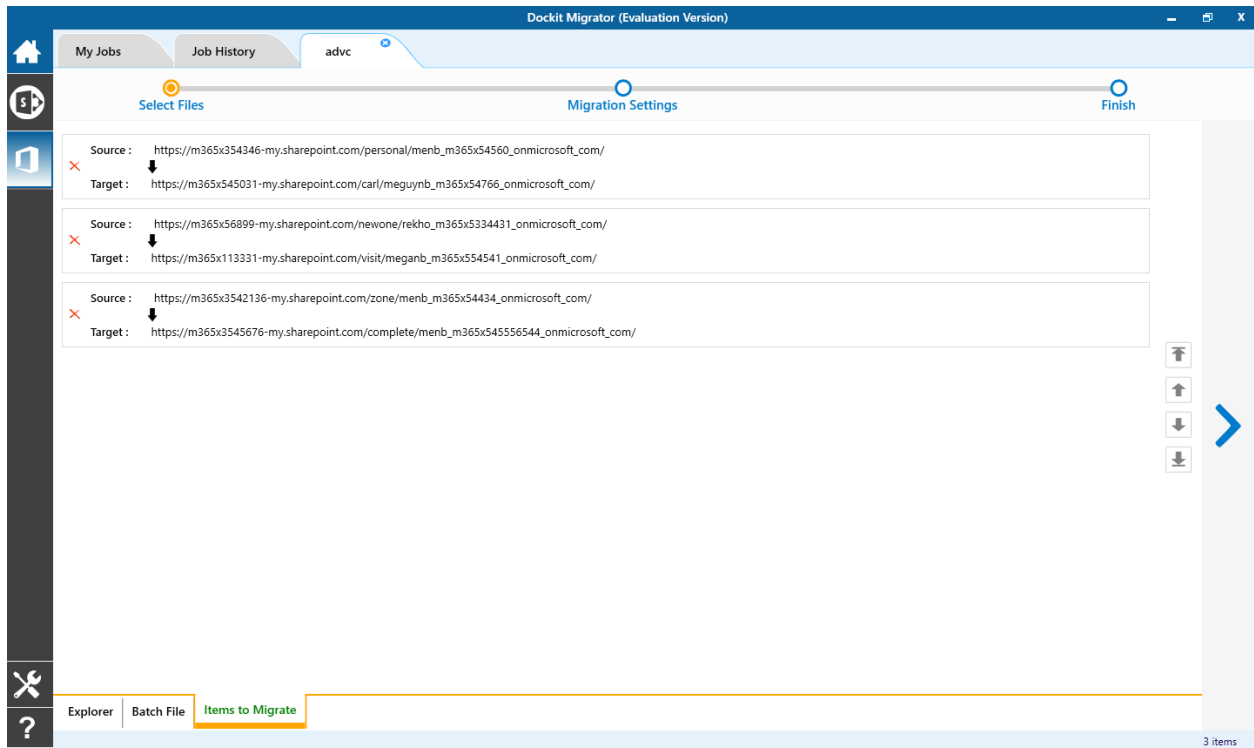 Dockit Migrator (Evaluation Version)
My Jobs
Job History
advc
Select Files
Migration Settings
Finish
Source : https://m365x354346-my.sharepoint.com/personal/menb_m365x54560_onmicrosoft_com/
Target : https://m365x545031-my.sharepoint.com/carl/meguynb_m365x54766_onmicrosoft_com/
Source : https://m365x56899-my.sharepoint.com/newone/rekho_m365x5334431_onmicrosoft_com/
Target : https://m365x113331-my.sharepoint.com/visit/meganb_m365x554541_onmicrosoft_com/
Source : https://m365x3542136-my.sharepoint.com/zone/menb_m365x54434_onmicrosoft_com/
Target : https://m365x3545676-my.sharepoint.com/complete/menb_m365x545556544_onmicrosoft_com/
Explorer
Batch File
Items to Migrate
3 items